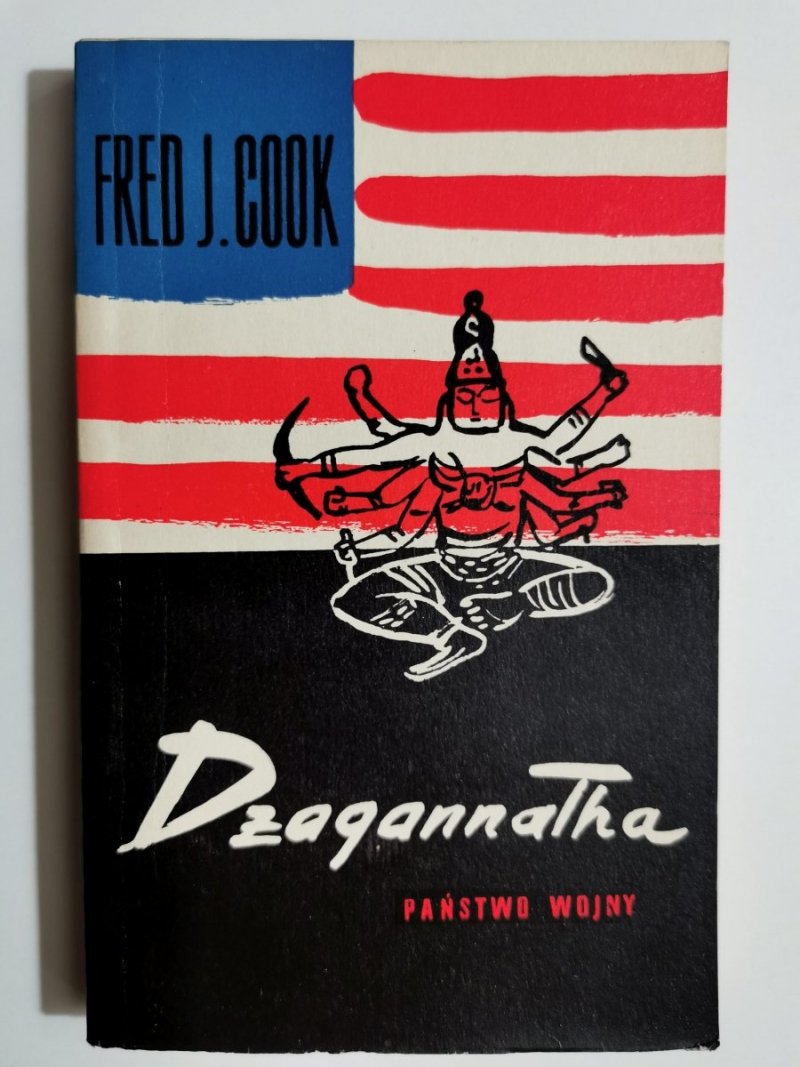 FRED J. COOK
Dżagannatha
PAŃSTWO WOJNY